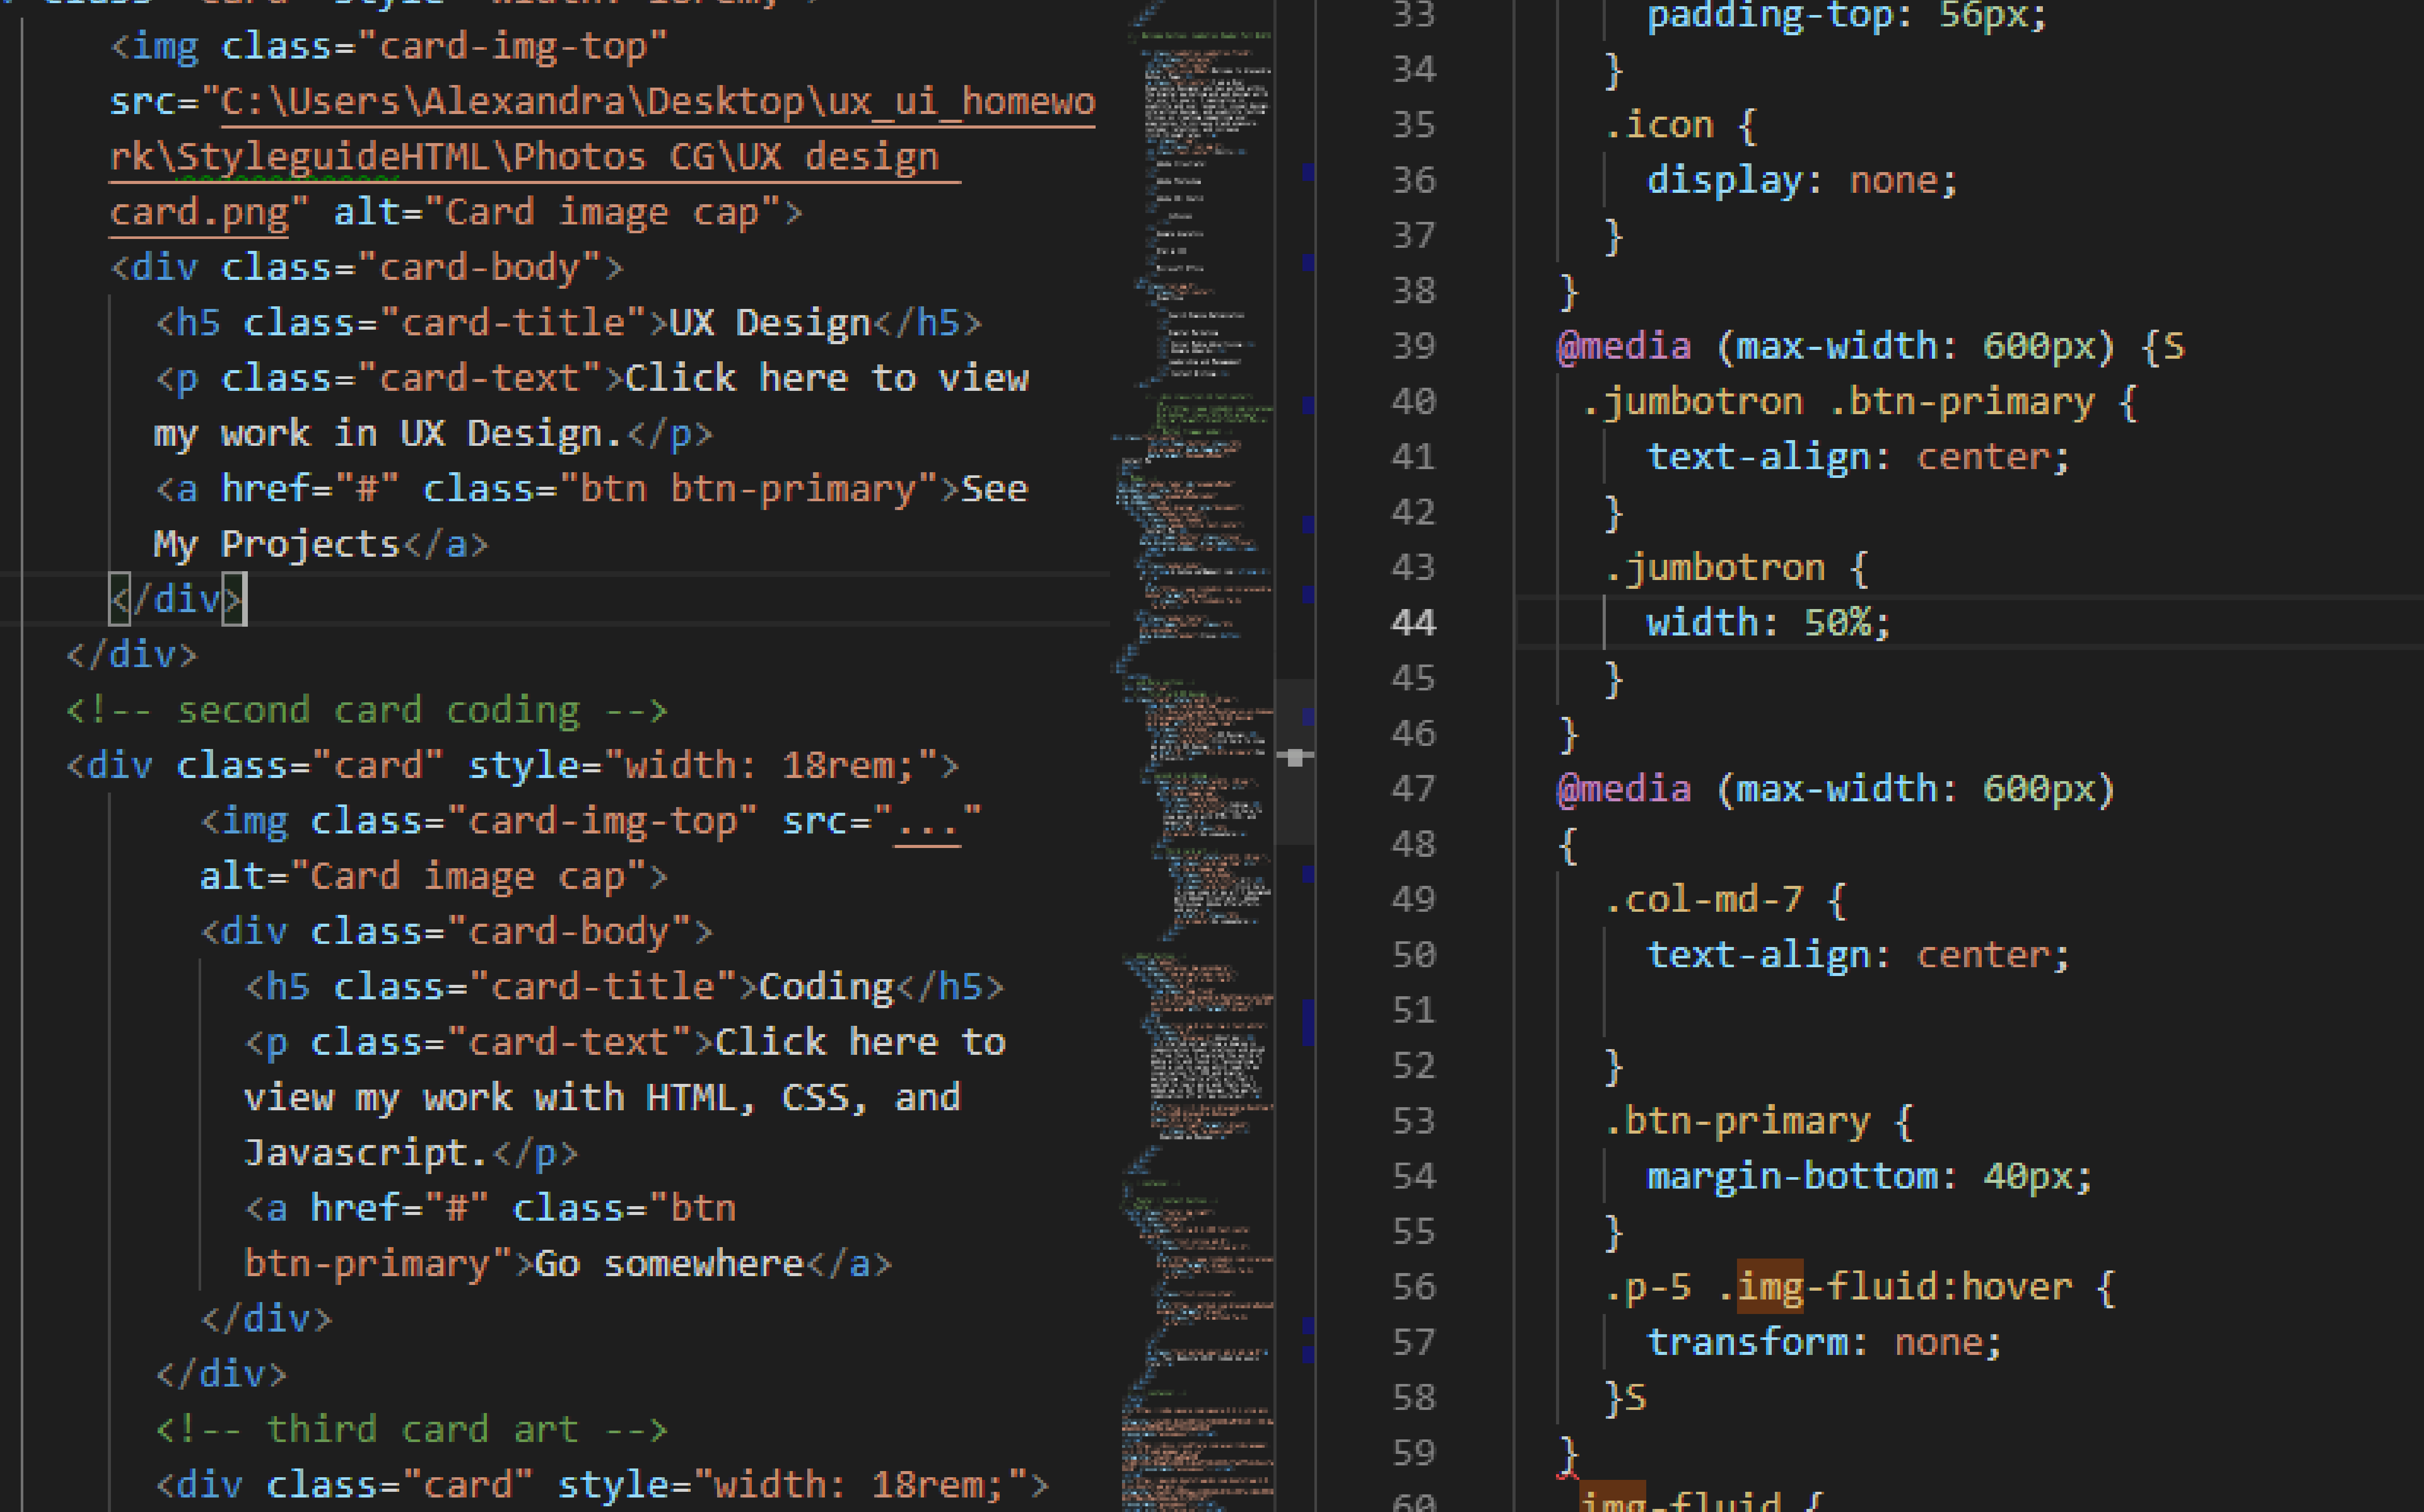 <img class="card-img-top"
src="C:\Users\Alexandra\Desktop\ux_ui_homewo
rk\StyleguideHTML\Photos CG\UX design
card.png" alt="Card image cap">
<div class="card-body">
<h5 class="card-title">UX Design</h5>
<p class="card-text">Click here to view
my work in UX Design.</p>
<a href="#" class="btn btn-primary">See
My Projects</a>
</div>
</div>
<!-- second card coding -->
<div class="card" style="width: 18rem;">
<img class="card-img-top" src="..."
alt="Card image cap">
<div class="card-body">
<h5 class="card-title">Coding</h5>
<p class="card-text">Click here to
view my work with HTML, CSS, and
Javascript.</p>
<a href="#" class="btn
btn-primary">Go somewhere</a>
</div>
</div>
<!-- third card art -->
<div class="card" style="width: 18rem;">
33 padding-top: 56px;
34 }
35 .icon {
36 display: none;
37 }
38 }
39 @media (max-width: 600px) {S
40 .jumbotron .btn-primary {
41 text-align: center;
42 }
43 .jumbotron {
44 width: 50%;
45 }
46 }
47 @media (max-width: 600px)
48 {
49 .col-md-7 {
50 text-align: center;
51
52 }
53 .btn-primary {
54 margin-bottom: 40px;
55 }
56 .p-5 .img-fluid:hover {
57 transform: none;
58 }S
59 }
60 img-fluid {